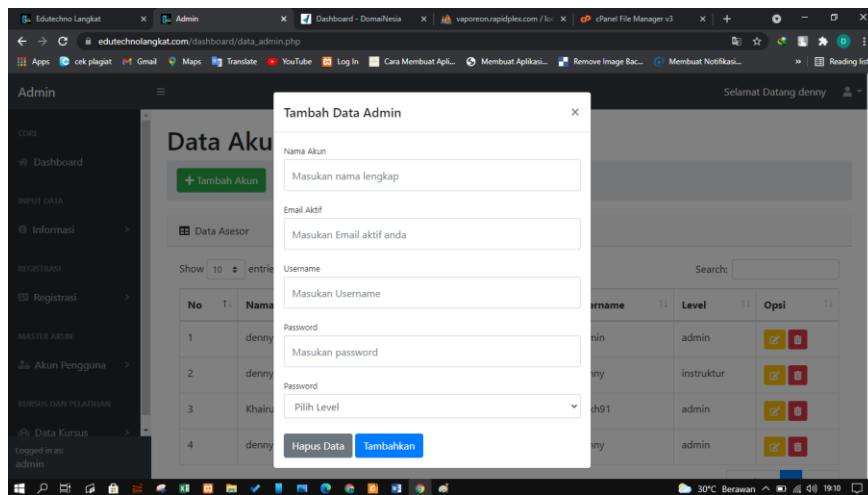 Edutechno Langkat
Admin
Dashboard - DomaiNesia
vaporeon.rapidplex.com / loc
cPanel File Manager v3
edutechnolangkat.com/dashboard/data_admin.php
Apps
cek plagiat
Gmail
Maps
Translate
YouTube
Log In
Cara Membuat Apli...
Membuat Aplikasi...
Remove Image Bac...
Membuat Notifikasi...
Reading list
Admin
Selamat Datang denny
CORE
Dashboard
INPUT DATA
Informasi
REGISTRASI
Registrasi
MASTER AKUN
Akun Pengguna
KURSUS DAN PELATIHAN
Data Kursus
Logged in as:
admin
Data Aku
+ Tambah Akun
Data Asesor
Show 10 entrie
Search:
No Nama ername Level Opsi
1 denny min admin
2 denny nny instruktur
3 Khairu kh91 admin
4 denny nny admin
Tambah Data Admin ×
Nama Akun
Masukan nama lengkap
Email Aktif
Masukan Email aktif anda
Username
Masukan Username
Password
Masukan password
Password
Pilih Level
Hapus Data Tambahkan
30°C Berawan 19:10